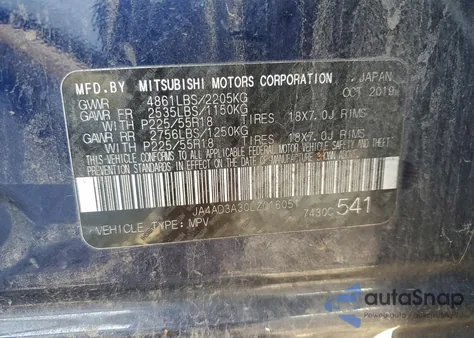 MFD.BY MITSUBISHI MOTORS CORPORATION / JAPAN
GVWR 4861LBS/2205KG OCT 2019
GAWR FR 2535LBS/1150KG
WITH P225/55R18 TIRES 18X7.0J RIMS
GAWR RR 2756LBS/1250KG
WITH P225/55R18 TIRES 18X7.0J RIMS
THIS VEHICLE CONFORMS TO ALL APPLICABLE FEDERAL
MOTOR VEHICLE SAFETY, BUMPER, AND THEFT
PREVENTION STANDARDS IN EFFECT ON THE DATE OF
MANUFACTURE SHOWN ABOVE.
7430C 541
VEHICLE TYPE: MPV
autoSnap